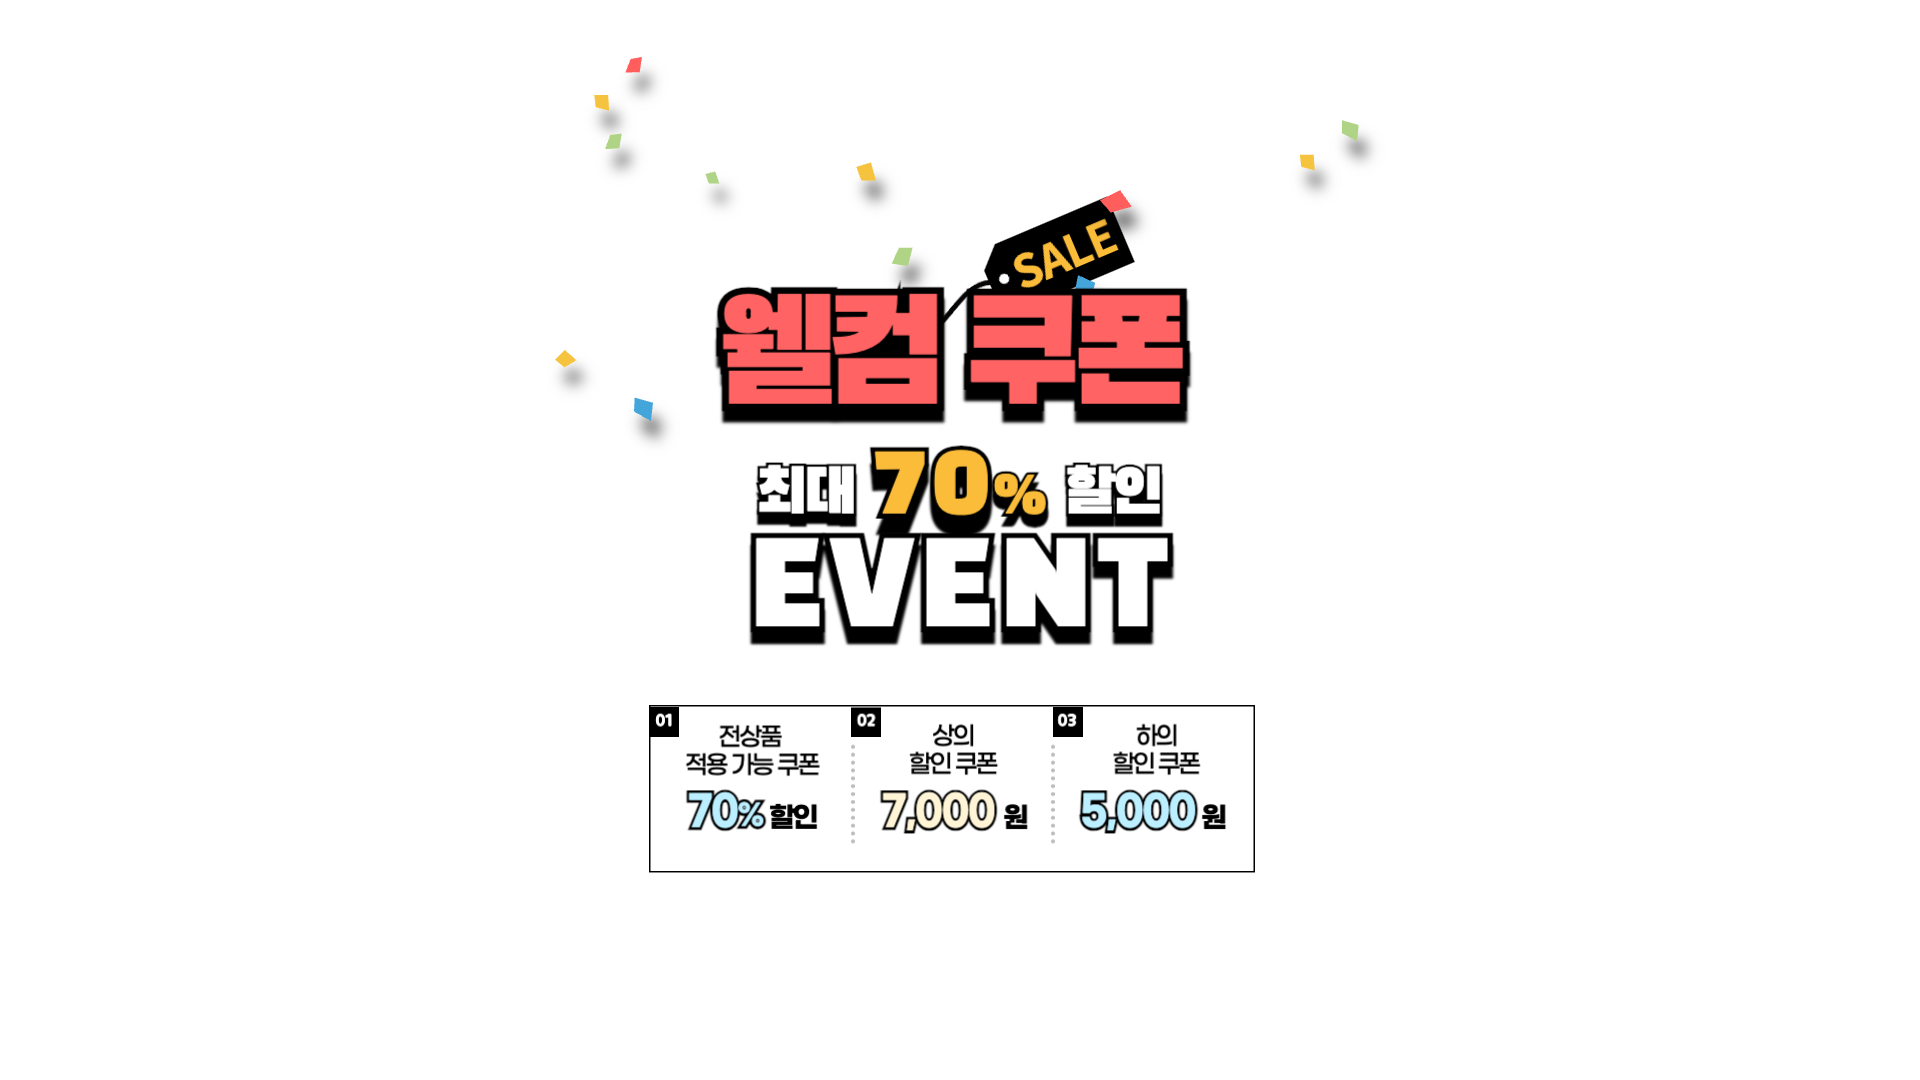 SALE
웰컴 쿠폰
최대 70% 할인
EVENT
01
전상품
적용 가능 쿠폰
70% 할인
02
상의
할인 쿠폰
7,000 원
03
하의
할인 쿠폰
5,000 원